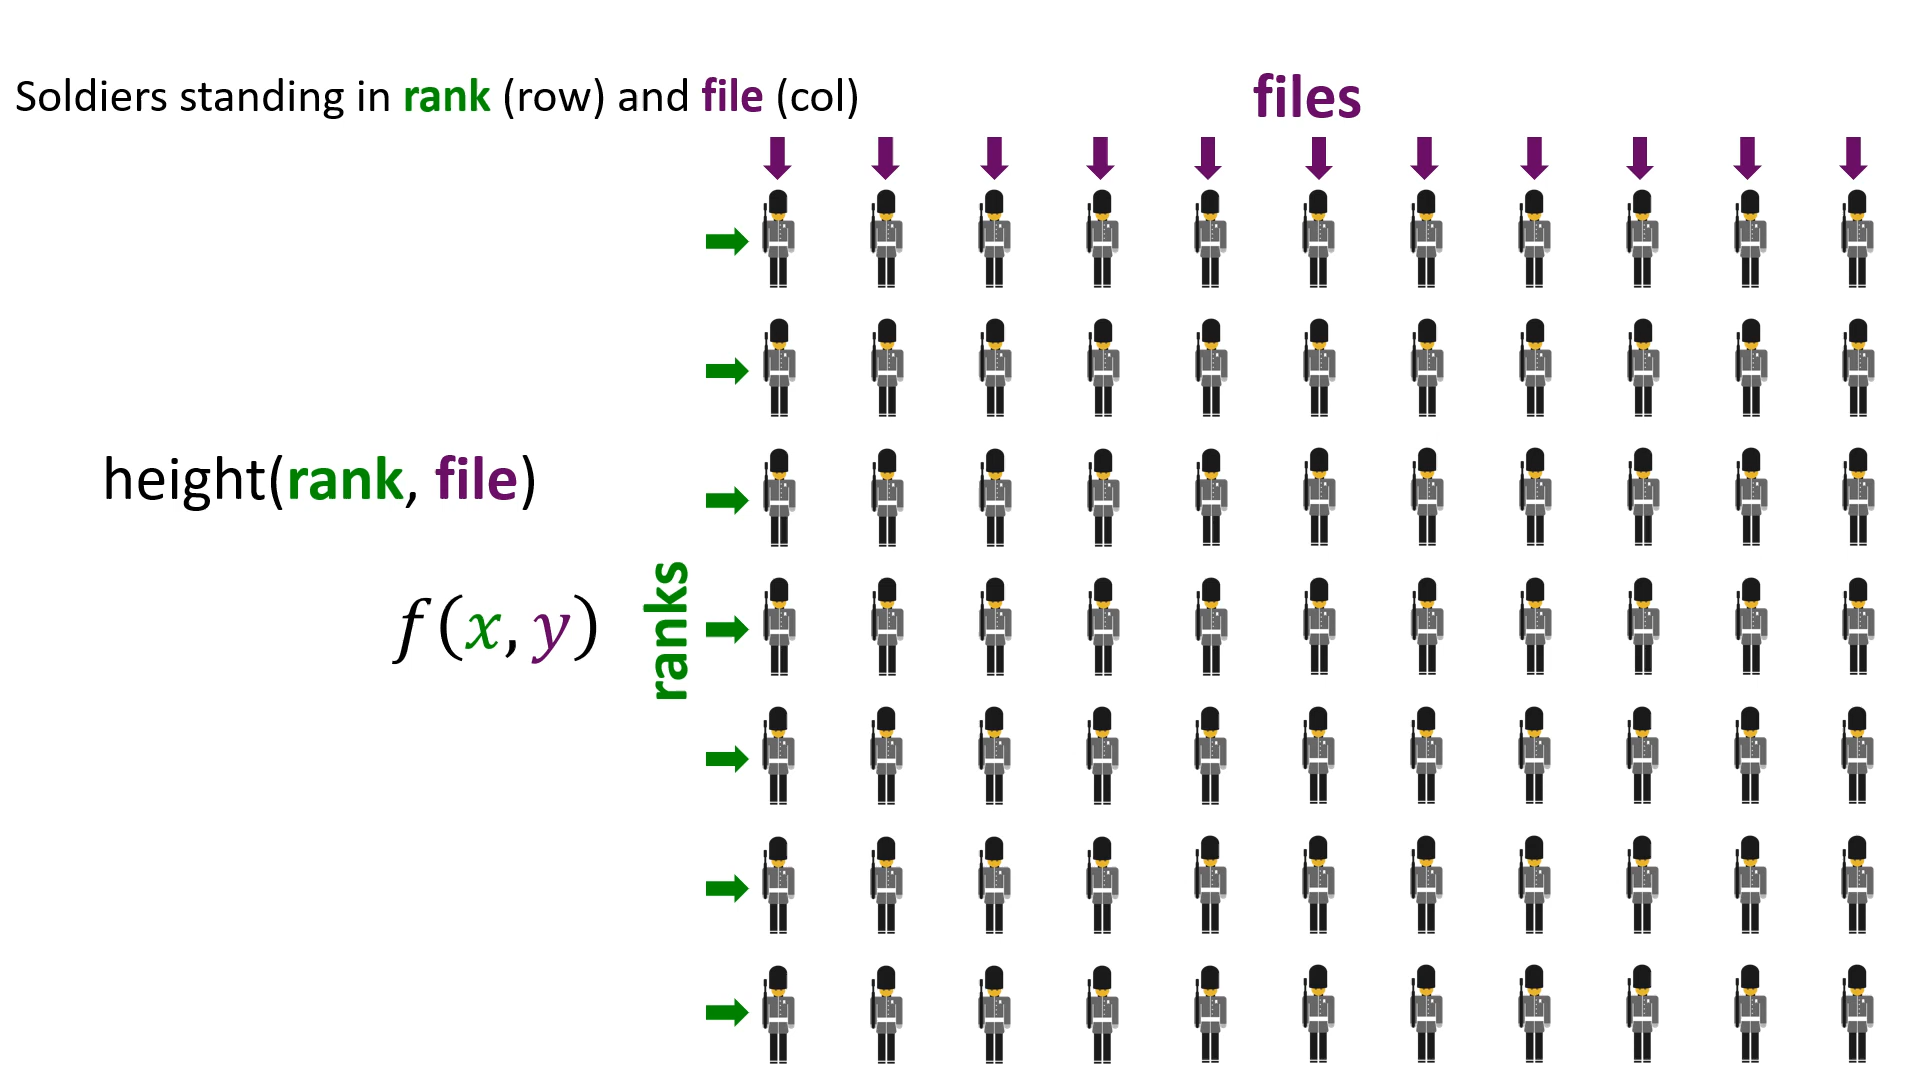 Soldiers standing in rank (row) and file (col)
files
height(rank, file)
f(x, y)
ranks